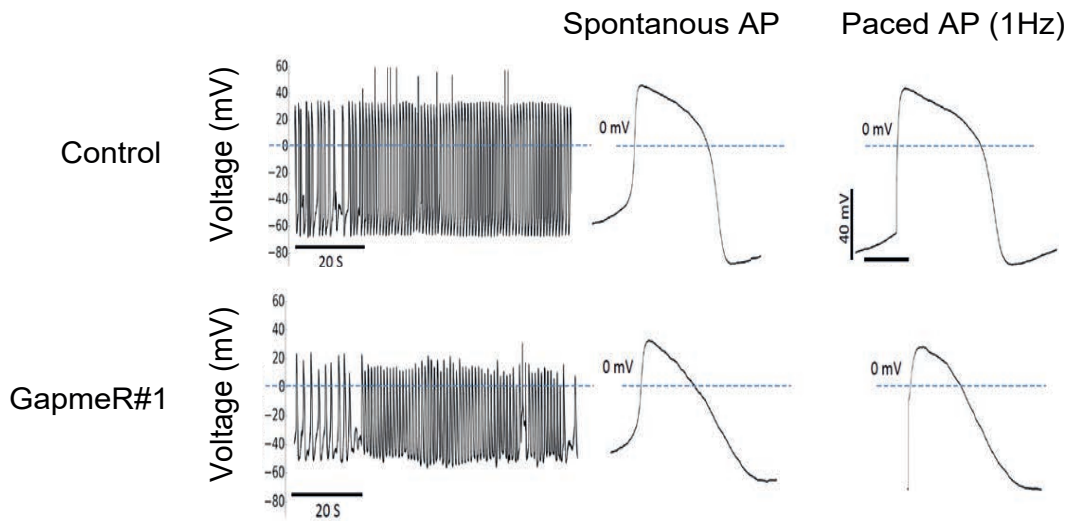 Spontanous AP
Paced AP (1Hz)
Control
Voltage (mV)
60
40
20
0
−20
−40
−60
−80
20 S
0 mV
0 mV
40 mV
GapmeR#1
Voltage (mV)
60
40
20
0
−20
−40
−60
−80
20 S
0 mV
0 mV